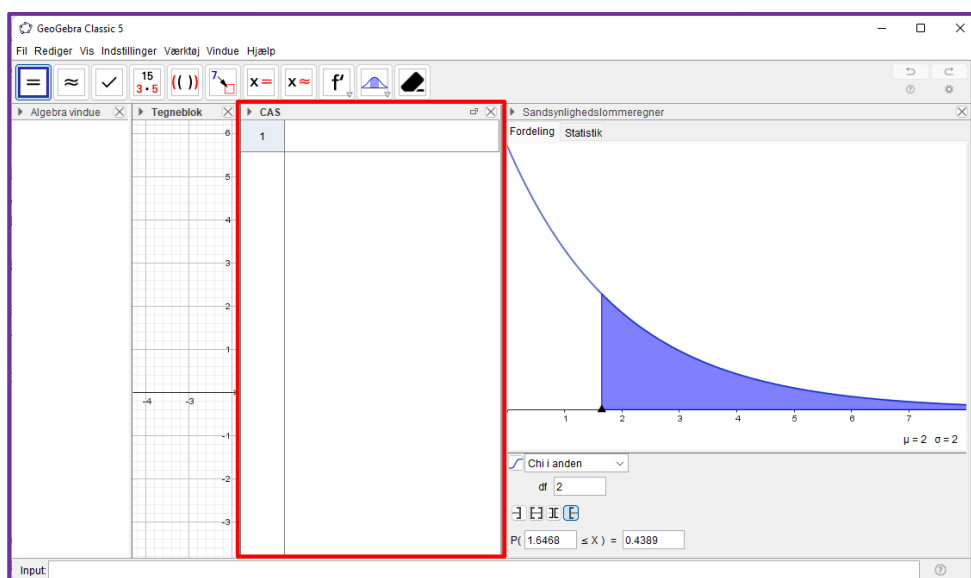 GeoGebra Classic 5
Fil Rediger Vis Indstillinger Værktøj Vindue Hjælp
= ≈ ✓ 15 3•5 (( )) 7 x= x≈ f'
Algebra vindue
Tegneblok
CAS
Sandsynlighedslommeregner
Fordeling Statistik
1
6
5
4
3
2
1
-4 -3
-1
-2
-3
1 2 3 4 5 6 7
μ = 2 σ = 2
Chi i anden
df 2
P( 1.6468 ≤ X ) = 0.4389
Input: